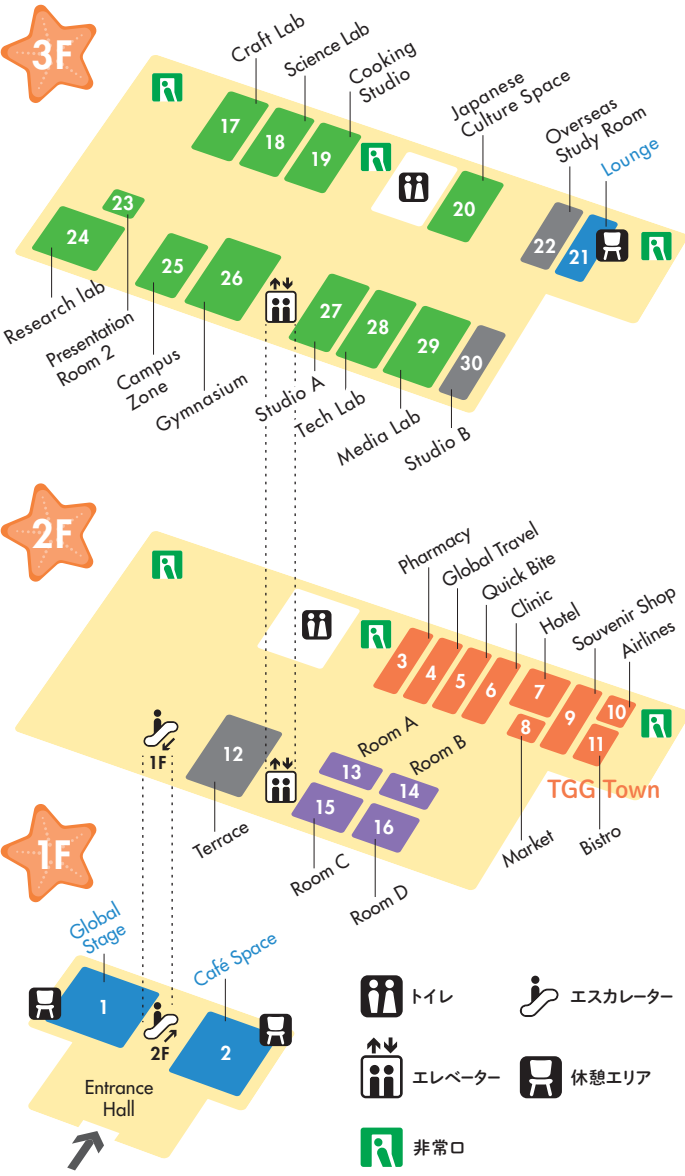 3F
Craft Lab
Science Lab
Cooking
Studio
Japanese
Culture Space
Overseas
Study Room
Lounge
17
18
19
20
22
21
23
24
25
26
27
28
29
30
Research lab
Presentation
Room 2
Campus
Zone
Gymnasium
Studio A
Tech Lab
Media Lab
Studio B
2F
Pharmacy
Global Travel
Quick Bite
Clinic
Hotel
Souvenir Shop
Airlines
3
4
5
6
7
8
9
10
11
TGG Town
Market
Bistro
1F
12
Terrace
Room A
Room B
13
14
15
16
Room C
Room D
1F
Global
Stage
Café Space
1
2F
2
Entrance
Hall
トイレ
エスカレーター
エレベーター
休憩エリア
非常口